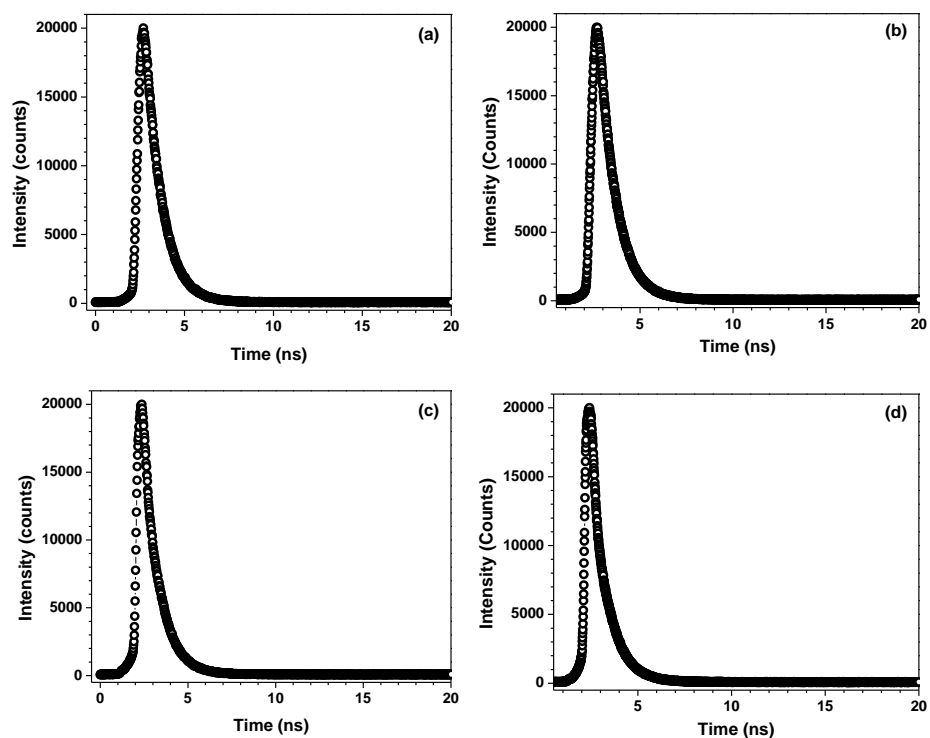 (a)
20000
15000
10000
5000
0
Intensity (counts)
0 5 10 15 20
Time (ns)
(b)
20000
15000
10000
5000
0
Intensity (Counts)
5 10 15 20
Time (ns)
(c)
20000
15000
10000
5000
0
Intensity (counts)
0 5 10 15 20
Time (ns)
(d)
20000
15000
10000
5000
0
Intensity (Counts)
5 10 15 20
Time (ns)